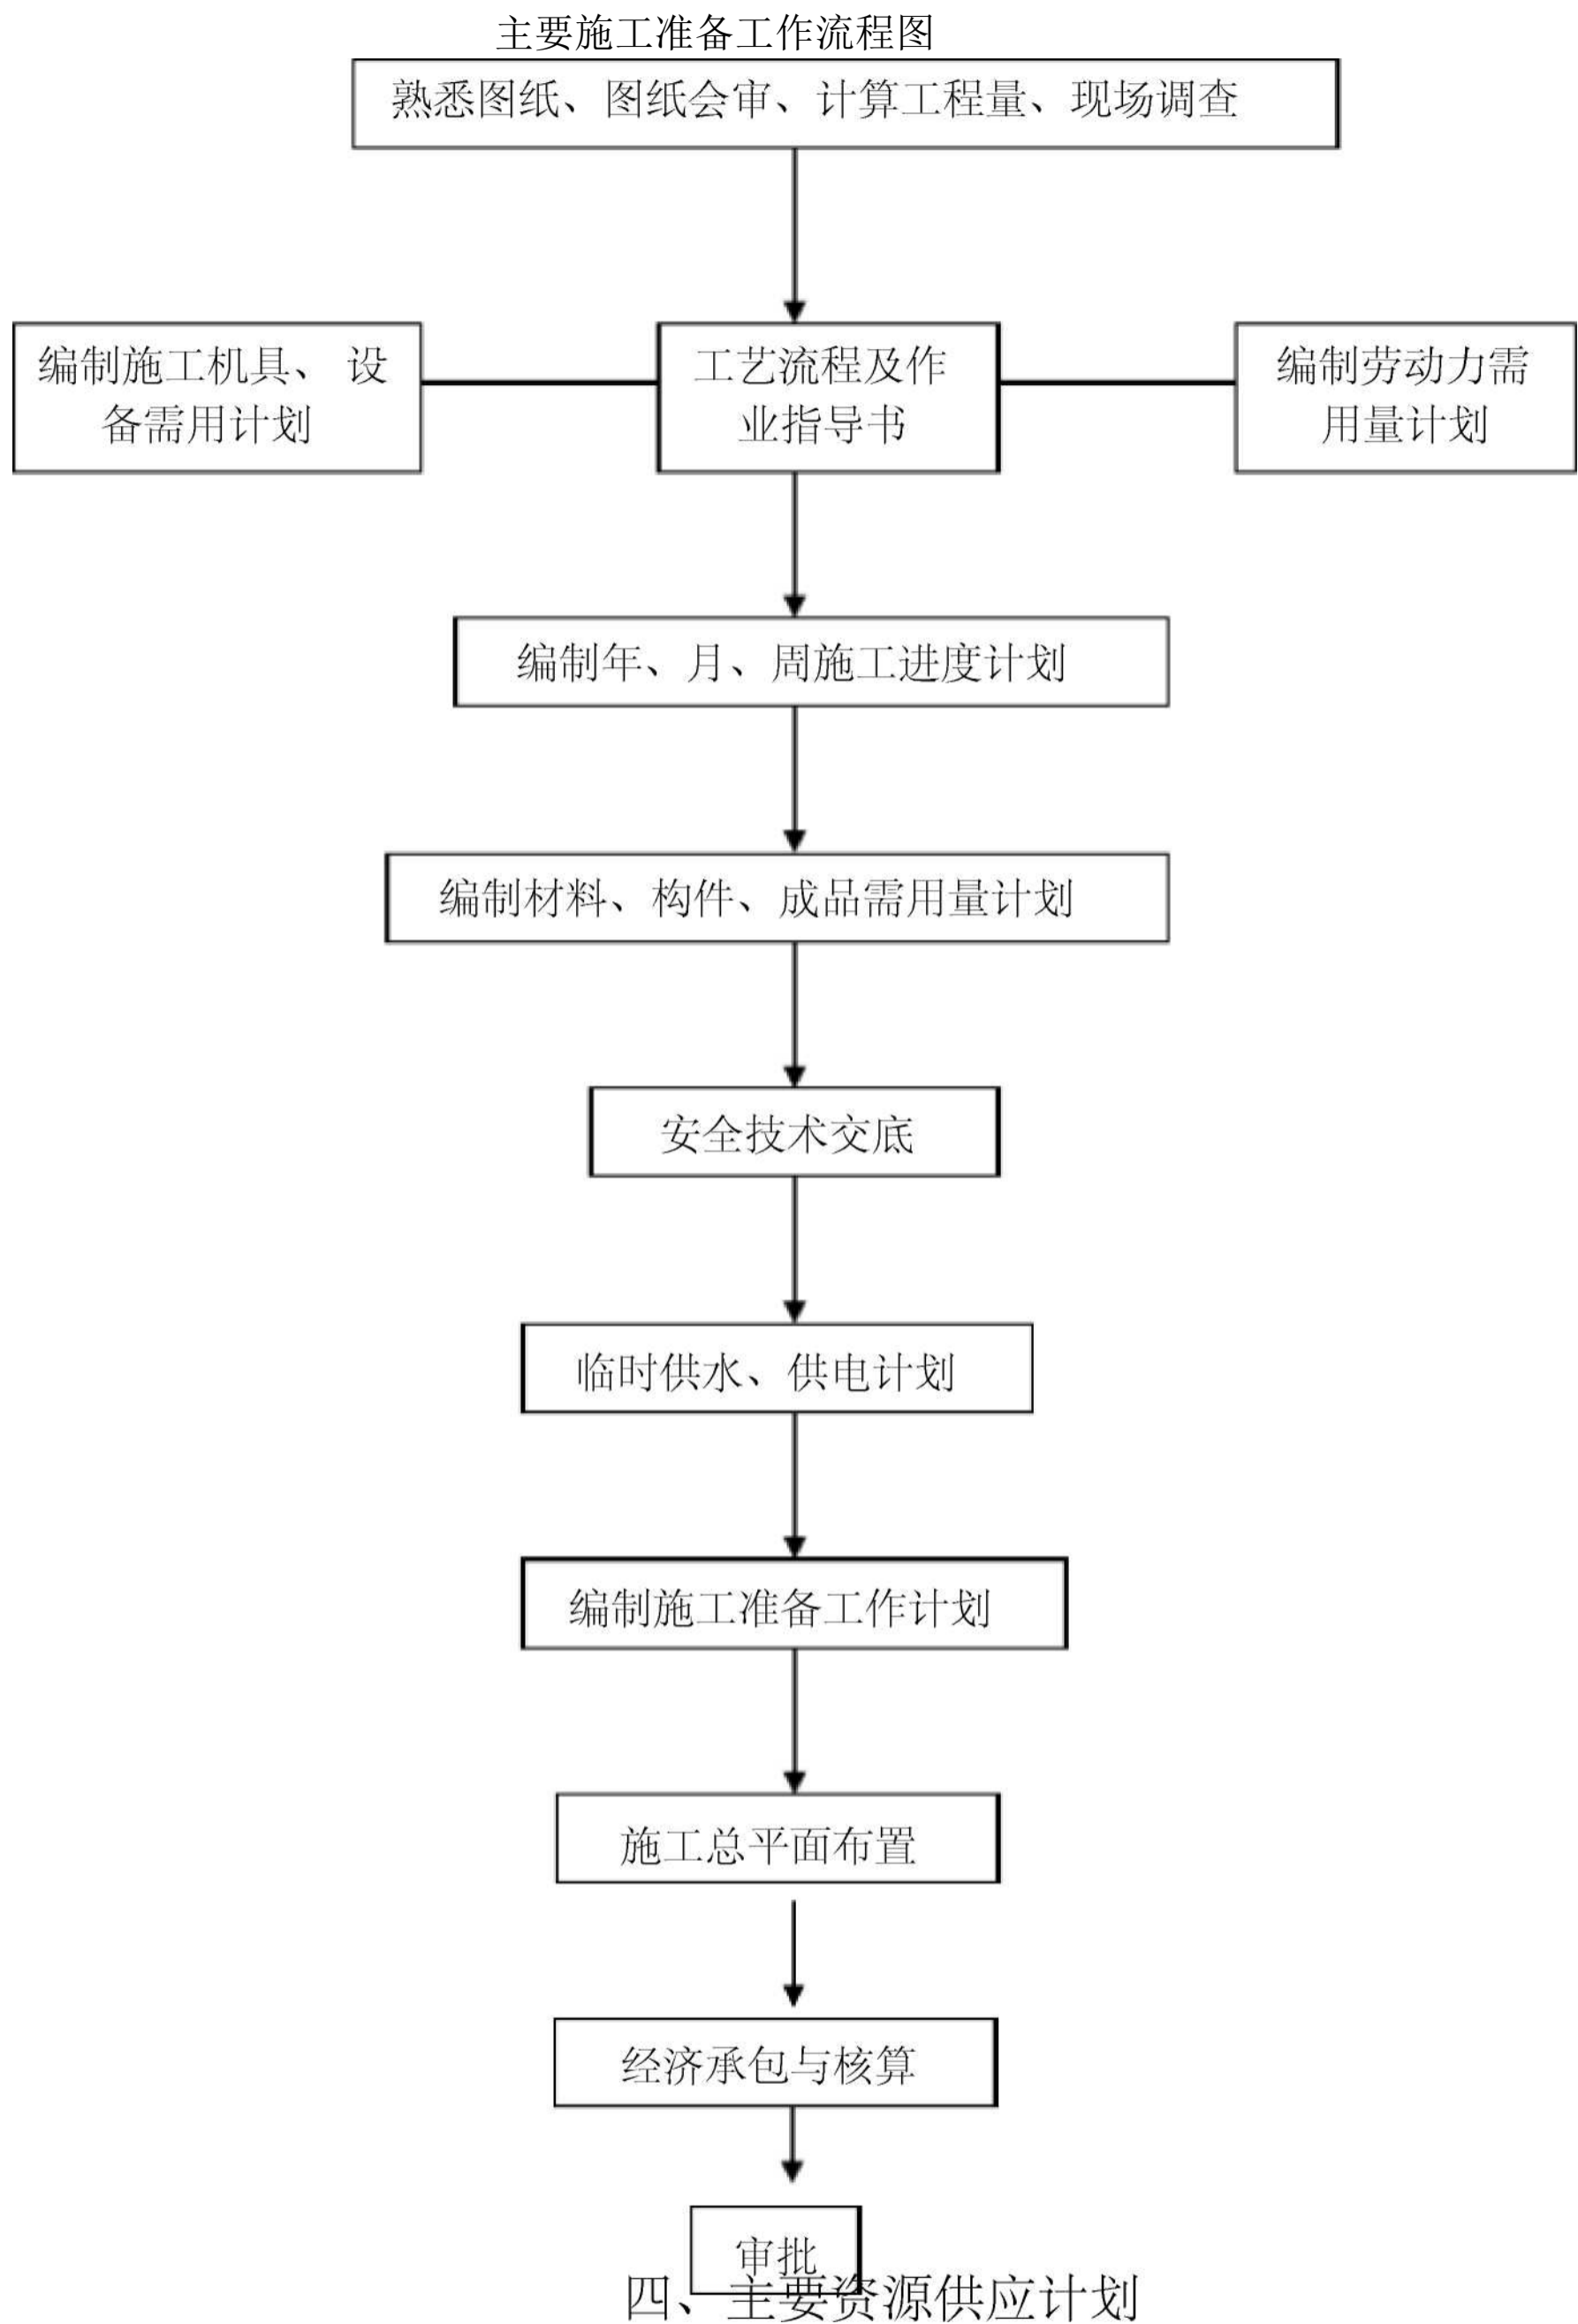 主要施工准备工作流程图
熟悉图纸、图纸会审、计算工程量、现场调查
编制施工机具、 设
备需用计划
工艺流程及作
业指导书
编制劳动力需
用量计划
编制年、月、周施工进度计划
编制材料、构件、成品需用量计划
安全技术交底
临时供水、供电计划
编制施工准备工作计划
施工总平面布置
经济承包与核算
审批
四、主要资源供应计划